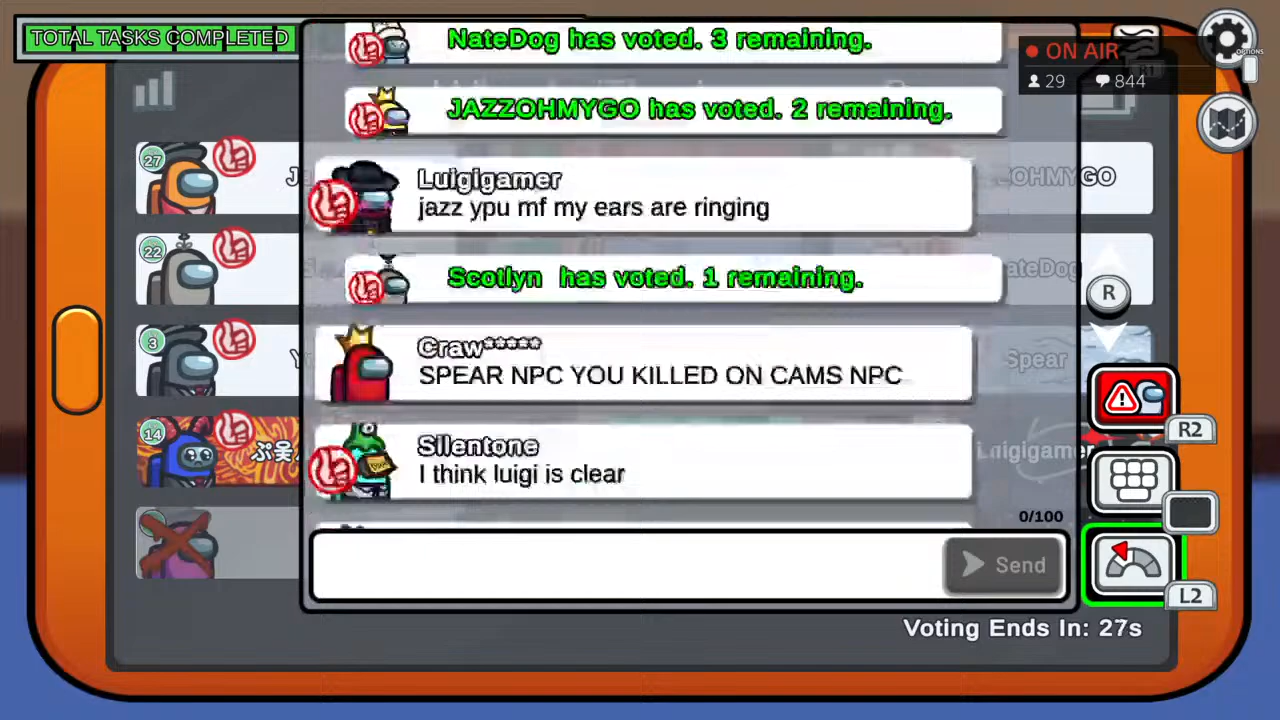 TOTAL TASKS COMPLETED
NateDog has voted. 3 remaining.
ON AIR
OPTIONS
29 844
JAZZOHMYGO has voted. 2 remaining.
27
OHMYGO
Luigigamer
jazz ypu mf my ears are ringing
22
Scotlyn has voted. 1 remaining.
ateDog
R
Craw*****
SPEAR NPC YOU KILLED ON CAMS NPC
3
Spear
R2
Sllentone
I think luigi is clear
14
Luigigamer
0/100
Send
L2
Voting Ends In: 27s